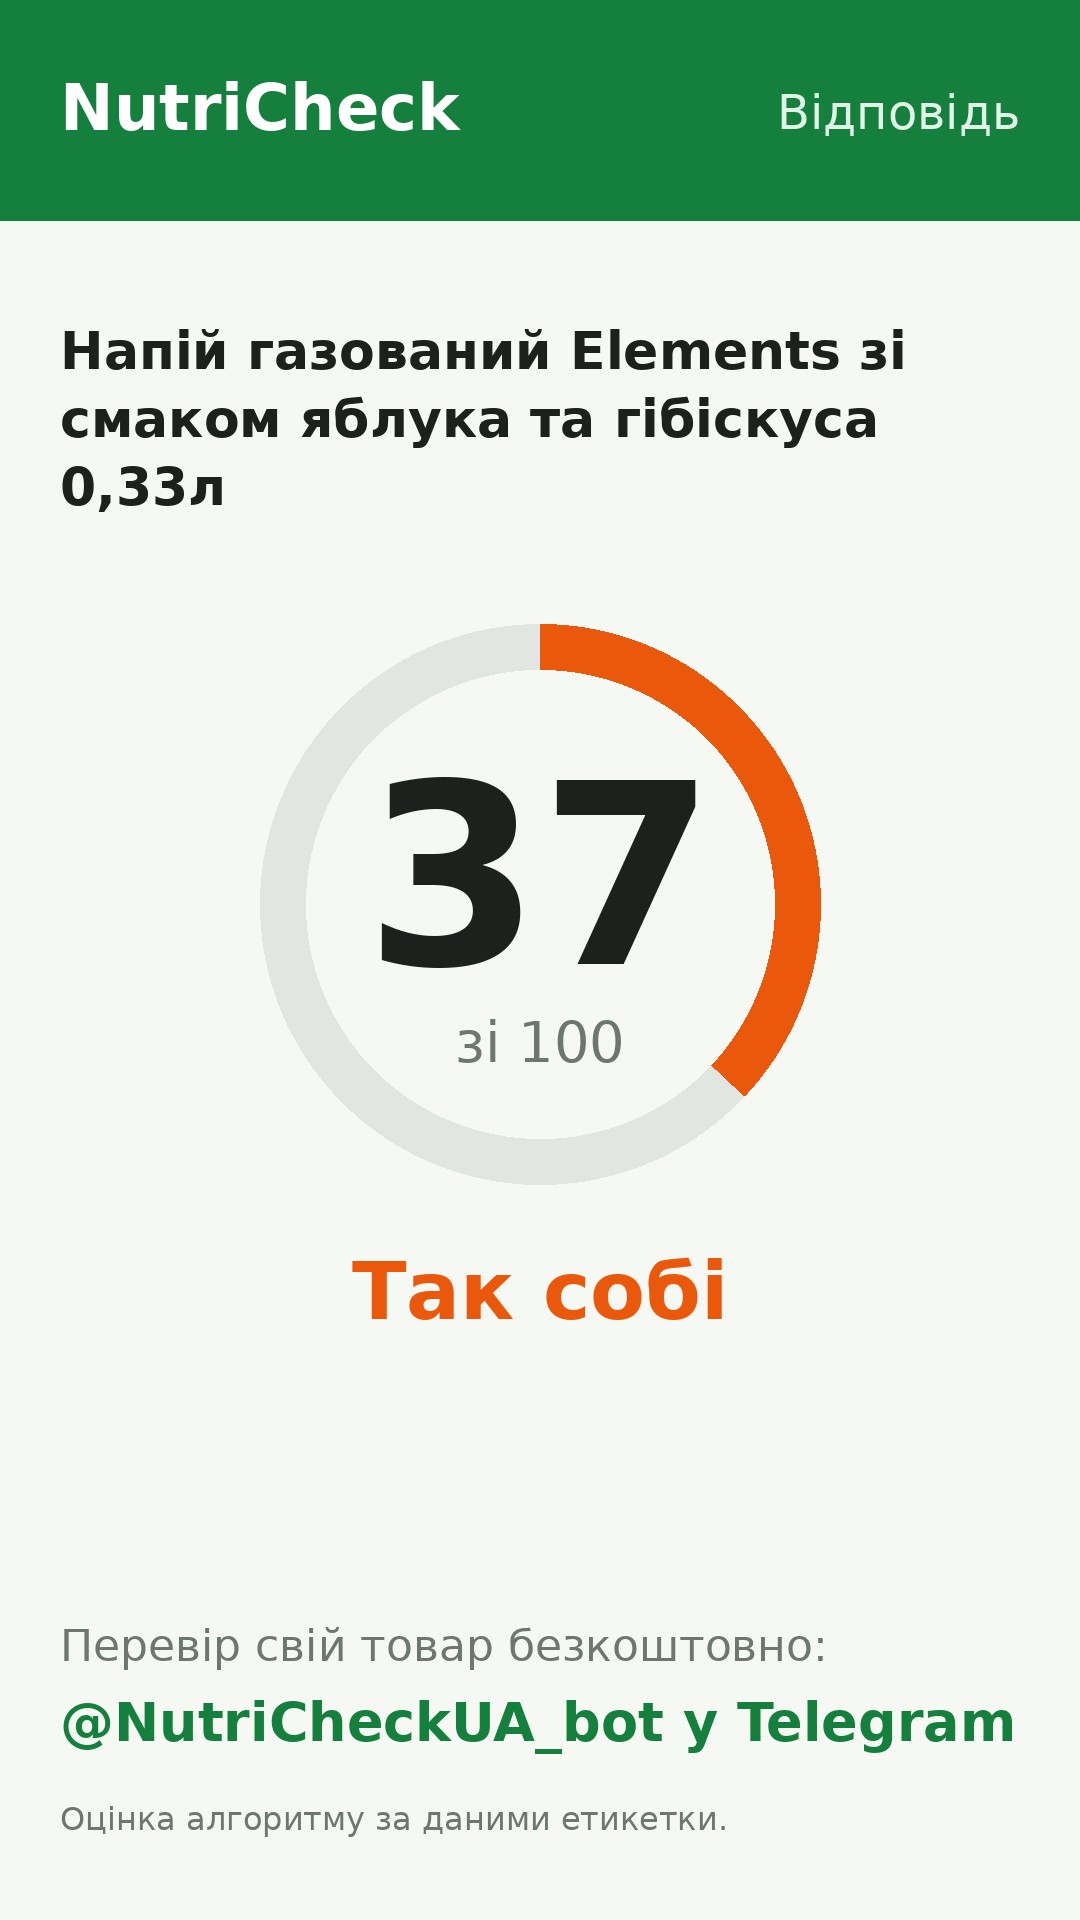 NutriCheck
Відповідь
Напій газований Elements зі
смаком яблука та гібіскуса
0,33л
37
зі 100
Так собі
Перевір свій товар безкоштовно:
@NutriCheckUA_bot у Telegram
Оцінка алгоритму за даними етикетки.